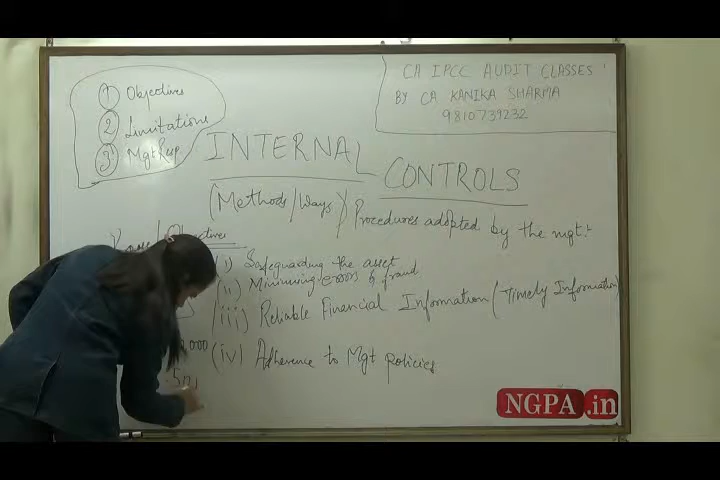 1 Objectives
2 Limitations
3 Mgt Rep
CA IPCC AUDIT CLASSES
BY CA KANIKA SHARMA
9810739232
INTERNAL CONTROLS
(Methods/Ways) Procedures adopted by the mgt:
i) Safeguarding the asset
(ii) Minimising errors & fraud
(iii) Reliable Financial Information (Timely Information)
(iv) Adherence to Mgt policies
NGPA.in